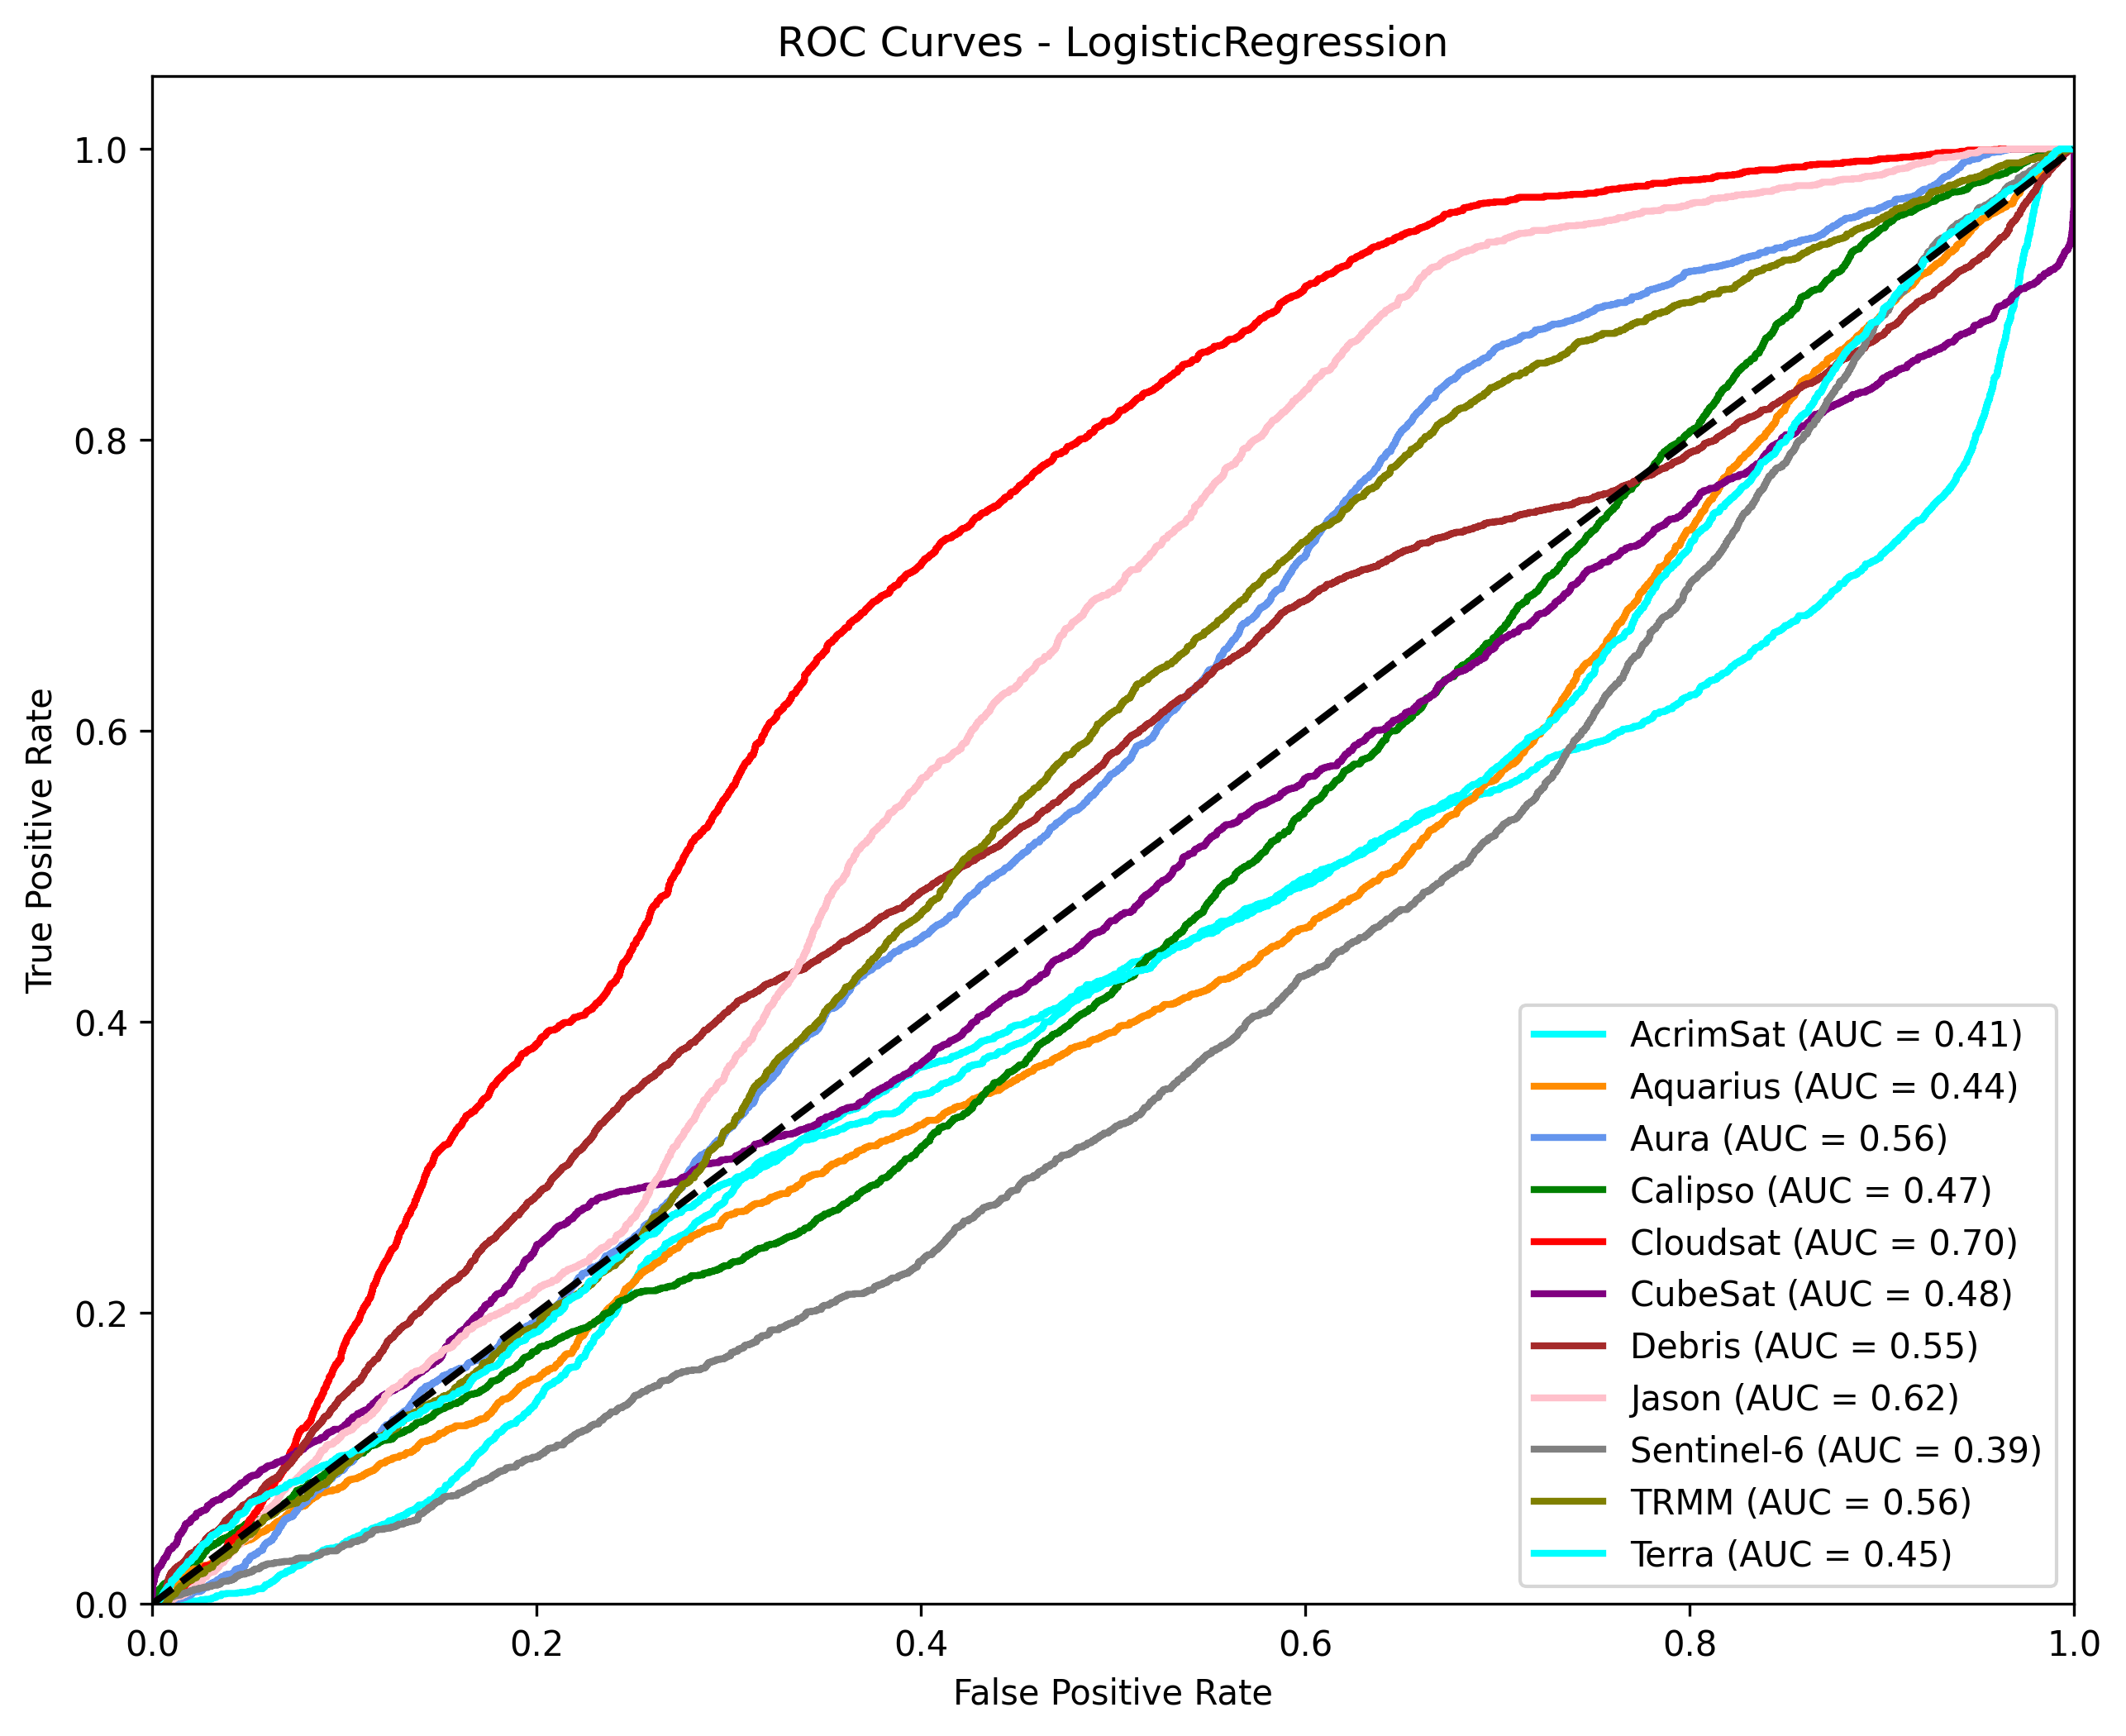 ROC Curves - LogisticRegression
True Positive Rate
1.0
0.8
0.6
0.4
0.2
0.0
AcrimSat (AUC = 0.41)
Aquarius (AUC = 0.44)
Aura (AUC = 0.56)
Calipso (AUC = 0.47)
Cloudsat (AUC = 0.70)
CubeSat (AUC = 0.48)
Debris (AUC = 0.55)
Jason (AUC = 0.62)
Sentinel-6 (AUC = 0.39)
TRMM (AUC = 0.56)
Terra (AUC = 0.45)
0.0 0.2 0.4 0.6 0.8 1.0
False Positive Rate